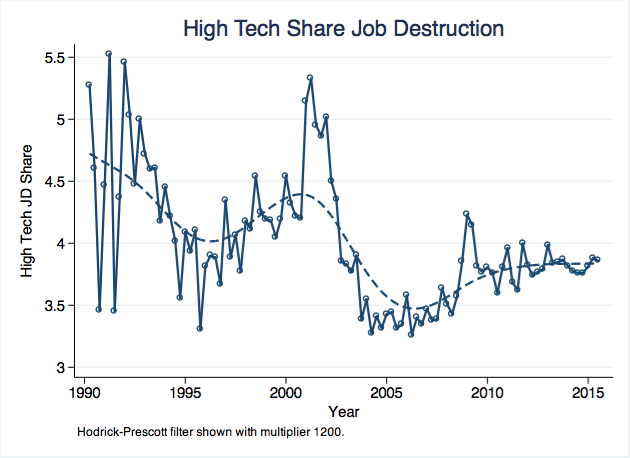 High Tech Share Job Destruction
High Tech JD Share
5.5
5
4.5
4
3.5
3
1990 1995 2000 2005 2010 2015
Year
Hodrick-Prescott filter shown with multiplier 1200.